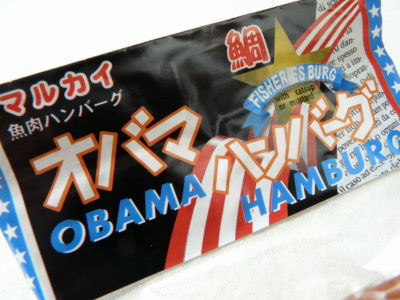 マルカイ
魚肉ハンバーグ
鯛
FISHERIES BURG
with catsup
or mustard
オバマ
ハンバーグ
OBAMA
HAMBURG